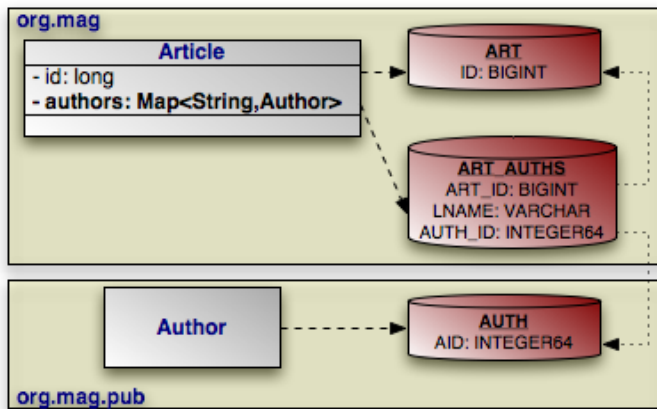 org.mag
Article
- id: long
- authors: Map<String,Author>
ART
ID: BIGINT
ART_AUTHS
ART_ID: BIGINT
LNAME: VARCHAR
AUTH_ID: INTEGER64
Author
AUTH
AID: INTEGER64
org.mag.pub